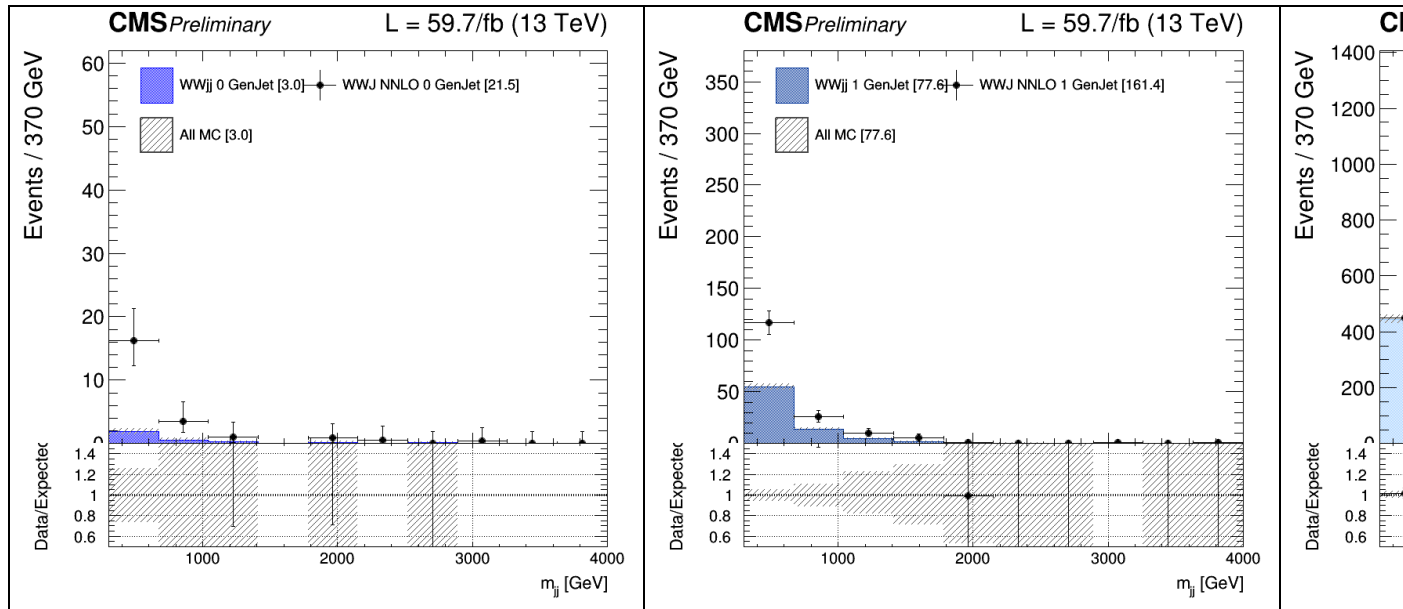 CMS Preliminary L = 59.7/fb (13 TeV)
Events / 370 GeV
60
50
40
30
20
10
0
WWjj 0 GenJet [3.0] WWJ NNLO 0 GenJet [21.5]
All MC [3.0]
Data/Expected
1.4
1.2
1
0.8
0.6
1000 2000 3000 4000
m_jj [GeV]
CMS Preliminary L = 59.7/fb (13 TeV)
Events / 370 GeV
350
300
250
200
150
100
50
0
WWjj 1 GenJet [77.6] WWJ NNLO 1 GenJet [161.4]
All MC [77.6]
Data/Expected
1.4
1.2
1
0.8
0.6
1000 2000 3000 4000
m_jj [GeV]
Events / 370 GeV
1400
1200
1000
800
600
400
200
0
Data/Expected
1.4
1.2
1
0.8
0.6